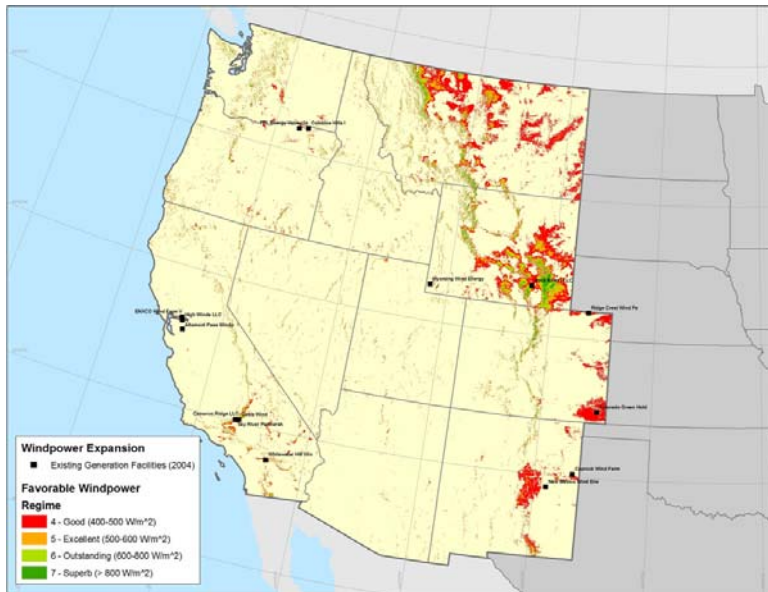 High Winds LLC
Altamont Pass Windp
Wyoming Wind Energy
Ridge Crest Wind Pa
Colorado Green Hold
Caprock Wind Farm
New Mexico Wind Ene
Cameron Ridge LLC
Sky River Partnersh
Whitewater Hill Win
Windpower Expansion
Existing Generation Facilities (2004)
Favorable Windpower
Regime
4 - Good (400-500 W/m^2)
5 - Excellent (500-600 W/m^2)
6 - Outstanding (600-800 W/m^2)
7 - Superb (> 800 W/m^2)